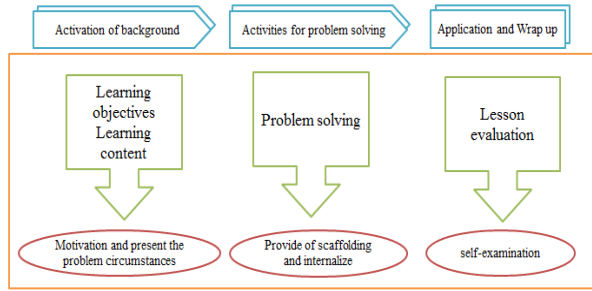 Activation of background
Activities for problem solving
Application and Wrap up
Learning
objectives
Learning
content
Problem solving
Lesson
evaluation
Motivation and present the
problem circumstances
Provide of scaffolding
and internalize
self-examination